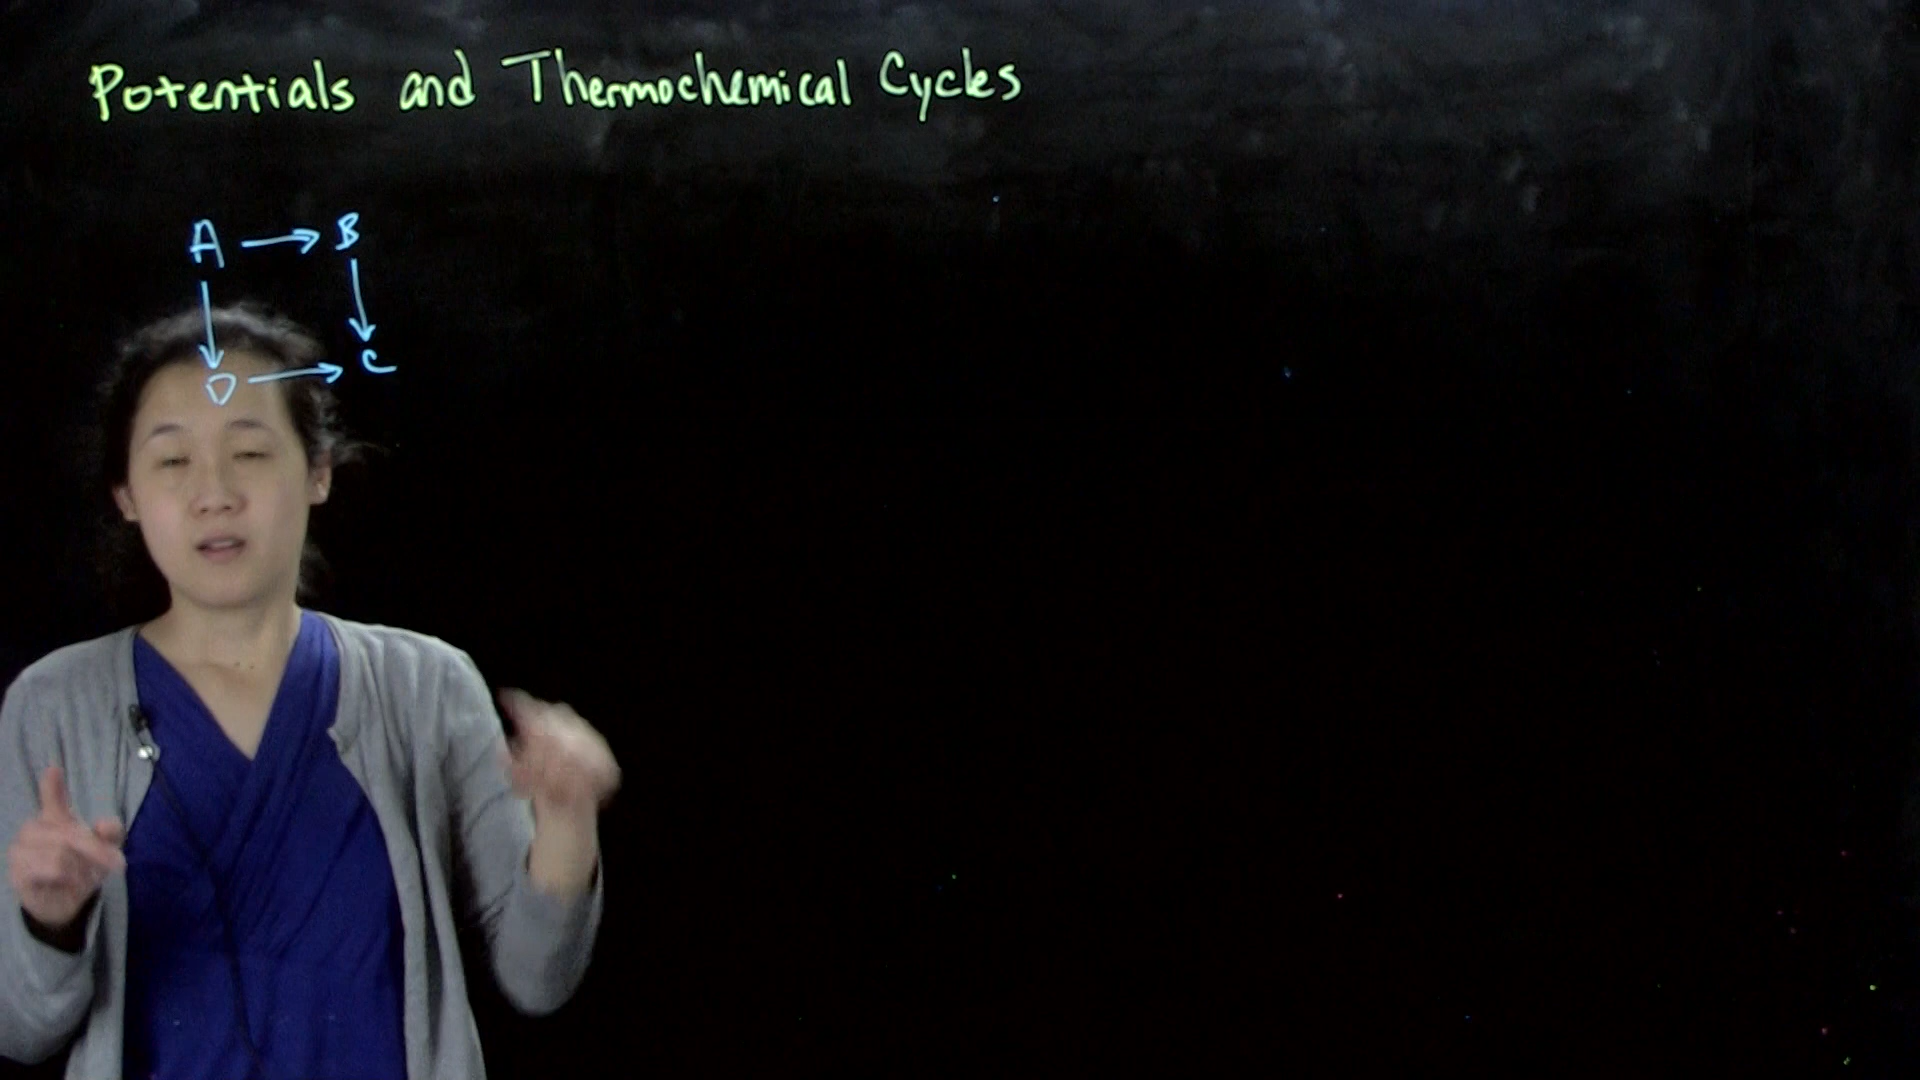 Potentials and Thermochemical Cycles
A → B
↓ ↓
D → C